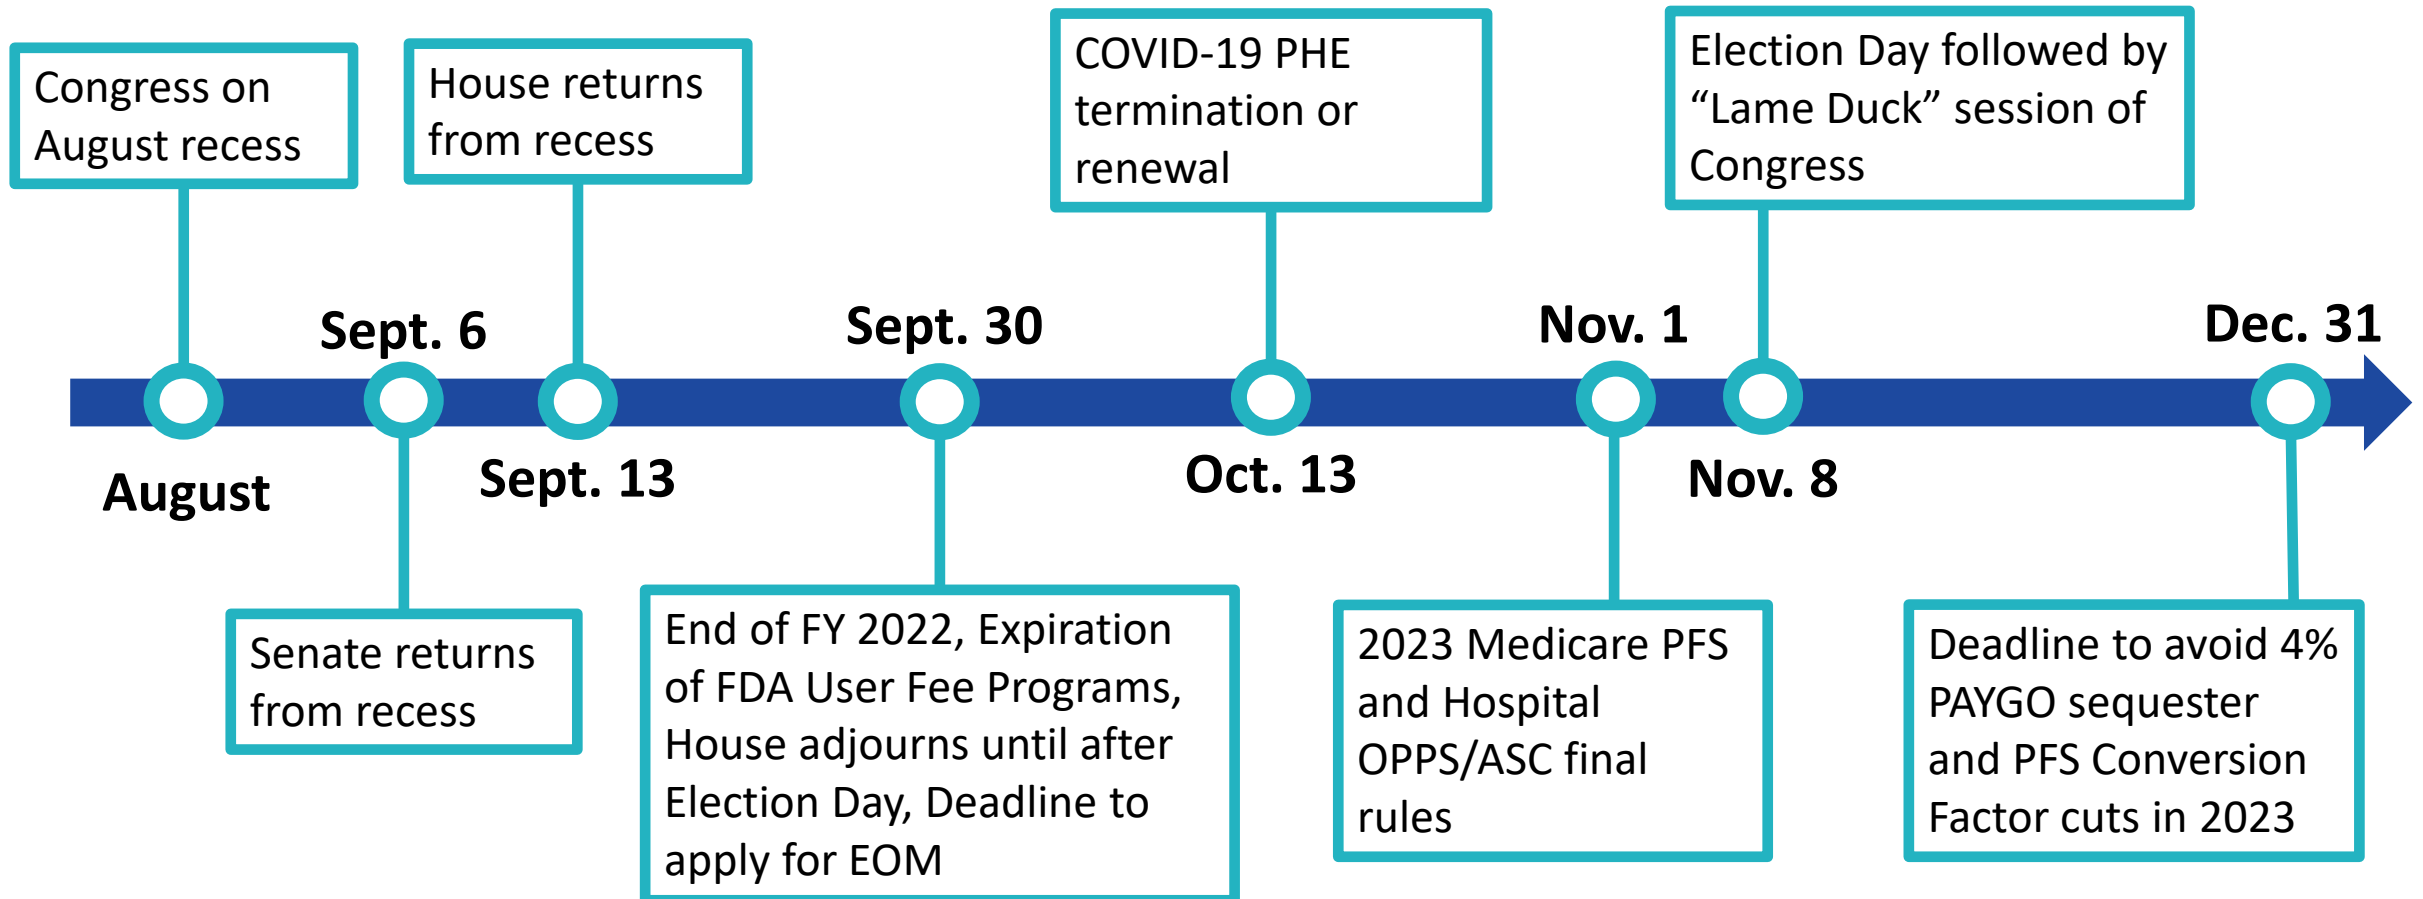 Congress on
August recess
August
Sept. 6
Senate returns
from recess
House returns
from recess
Sept. 13
Sept. 30
End of FY 2022, Expiration
of FDA User Fee Programs,
House adjourns until after
Election Day, Deadline to
apply for EOM
COVID-19 PHE
termination or
renewal
Oct. 13
Nov. 1
2023 Medicare PFS
and Hospital
OPPS/ASC final
rules
Election Day followed by
“Lame Duck” session of
Congress
Nov. 8
Dec. 31
Deadline to avoid 4%
PAYGO sequester
and PFS Conversion
Factor cuts in 2023